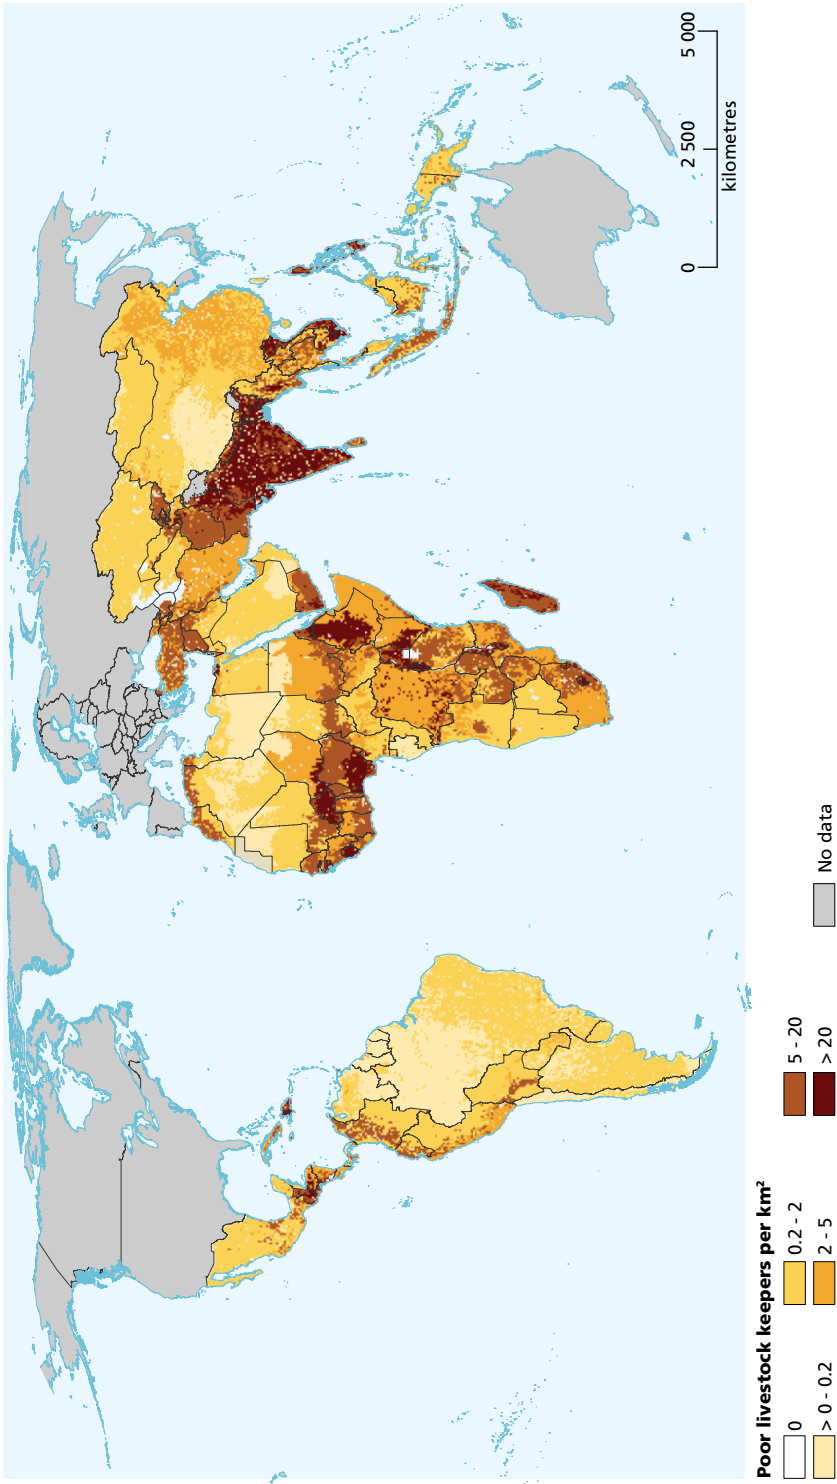 5 000
2 500
0
kilometres
Poor livestock keepers per km²
0
> 0 - 0.2
0.2 - 2
2 - 5
5 - 20
> 20
No data